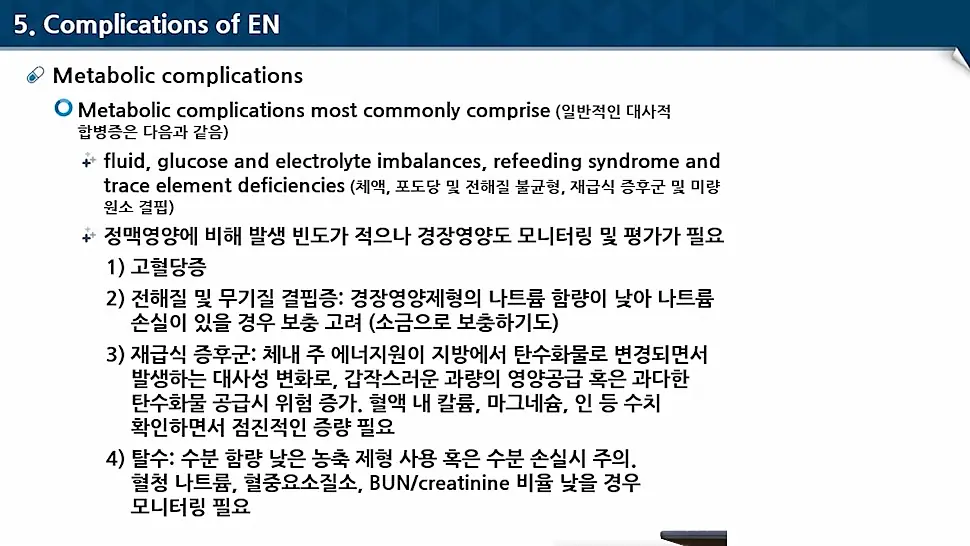 5. Complications of EN
Metabolic complications
Metabolic complications most commonly comprise (일반적인 대사적
합병증은 다음과 같음)
fluid, glucose and electrolyte imbalances, refeeding syndrome and
trace element deficiencies (체액, 포도당 및 전해질 불균형, 재급식 증후군 및 미량
원소 결핍)
정맥영양에 비해 발생 빈도가 적으나 경장영양도 모니터링 및 평가가 필요
1) 고혈당증
2) 전해질 및 무기질 결핍증: 경장영양제형의 나트륨 함량이 낮아 나트륨
손실이 있을 경우 보충 고려 (소금으로 보충하기도)
3) 재급식 증후군: 체내 주 에너지원이 지방에서 탄수화물로 변경되면서
발생하는 대사성 변화로, 갑작스러운 과량의 영양공급 혹은 과다한
탄수화물 공급시 위험 증가. 혈액 내 칼륨, 마그네슘, 인 등 수치
확인하면서 점진적인 증량 필요
4) 탈수: 수분 함량 낮은 농축 제형 사용 혹은 수분 손실시 주의.
혈청 나트륨, 혈중요소질소, BUN/creatinine 비율 낮을 경우
모니터링 필요